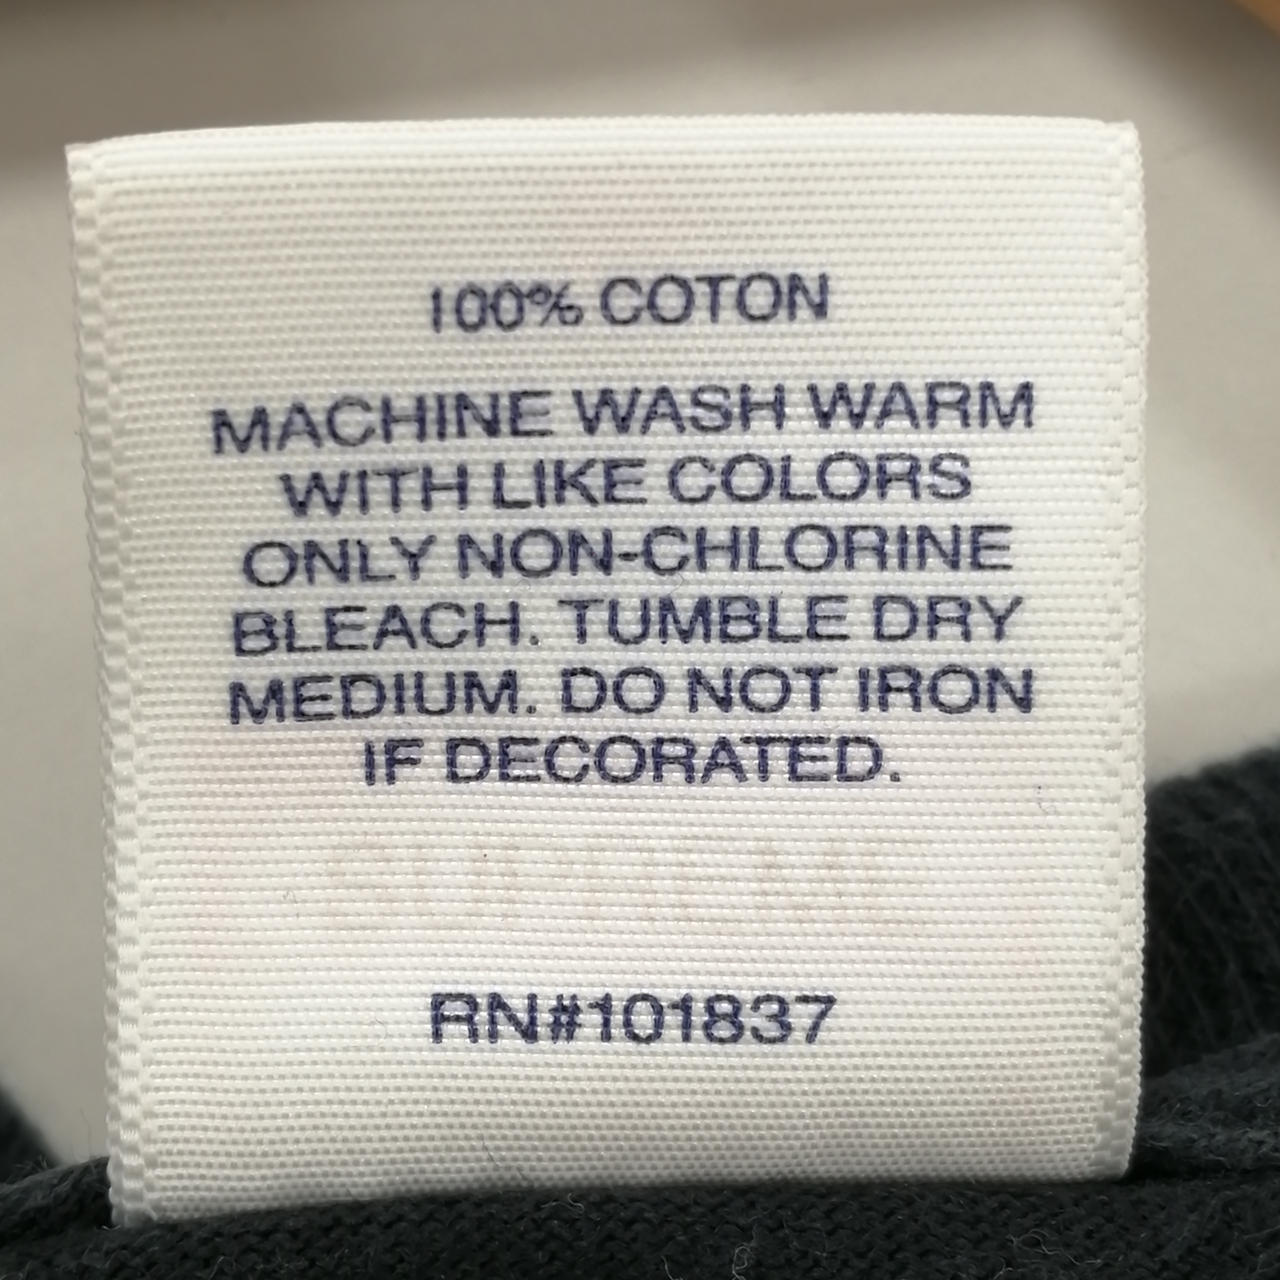 100% COTON
MACHINE WASH WARM
WITH LIKE COLORS
ONLY NON-CHLORINE
BLEACH. TUMBLE DRY
MEDIUM. DO NOT IRON
IF DECORATED.
RN#101837